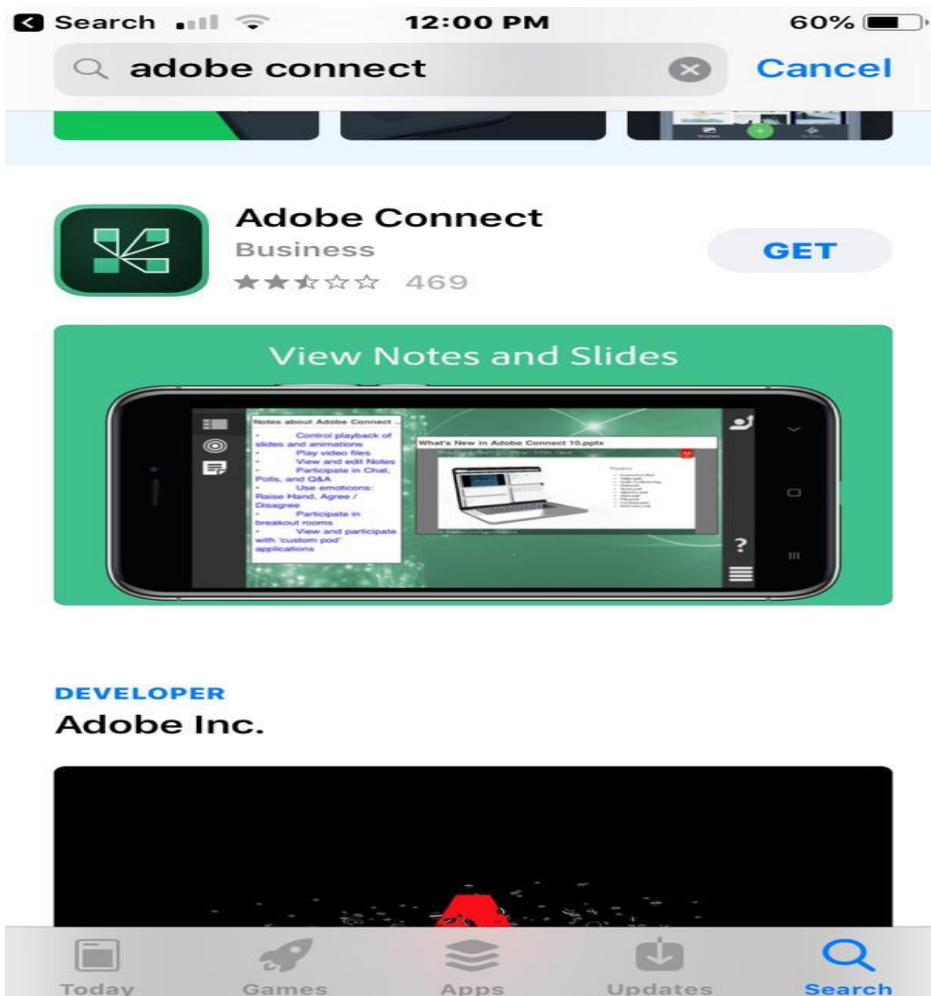 Search
12:00 PM
60%
adobe connect
Cancel
Adobe Connect
Business
469
GET
View Notes and Slides
Notes about Adobe Connect ...
- Control playback of
slides and animations
- Play video files
- View and edit Notes
- Participate in Chat,
Polls, and Q&A
- Use emoticons:
Raise Hand, Agree /
Disagree
- Participate in
breakout rooms
- View and participate
with "custom pod"
applications
What's New in Adobe Connect 10.pptx
?
DEVELOPER
Adobe Inc.
Today
Games
Apps
Updates
Search